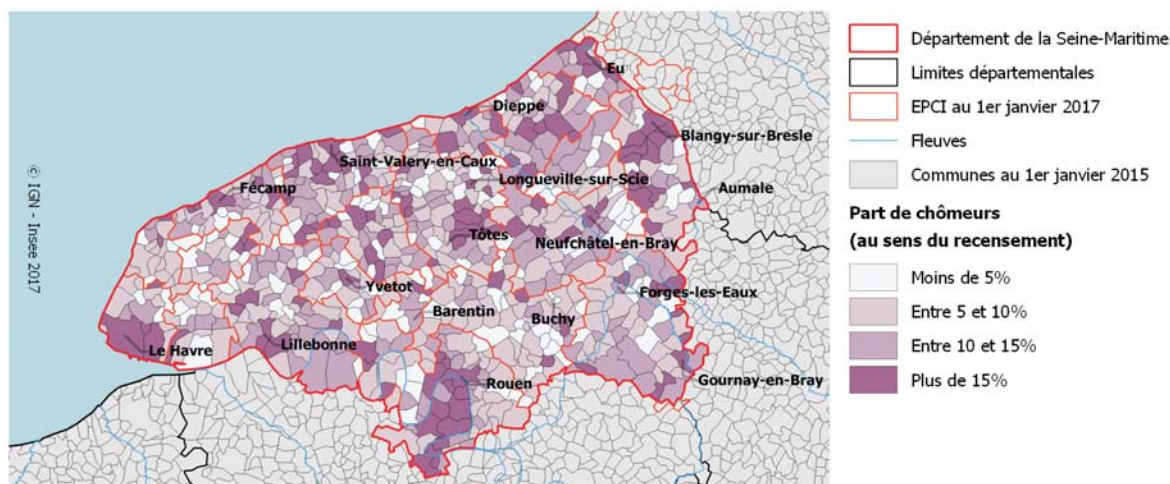 Eu
Dieppe
Blangy-sur-Bresle
Saint-Valery-en-Caux
Longueville-sur-Scie
Aumale
Fécamp
Tôtes
Neufchâtel-en-Bray
Yvetot
Forges-les-Eaux
Barentin
Buchy
Le Havre
Lillebonne
Rouen
Gournay-en-Bray
© IGN - Insee 2017
Département de la Seine-Maritime
Limites départementales
EPCI au 1er janvier 2017
Fleuves
Communes au 1er janvier 2015
Part de chômeurs
(au sens du recensement)
Moins de 5%
Entre 5 et 10%
Entre 10 et 15%
Plus de 15%